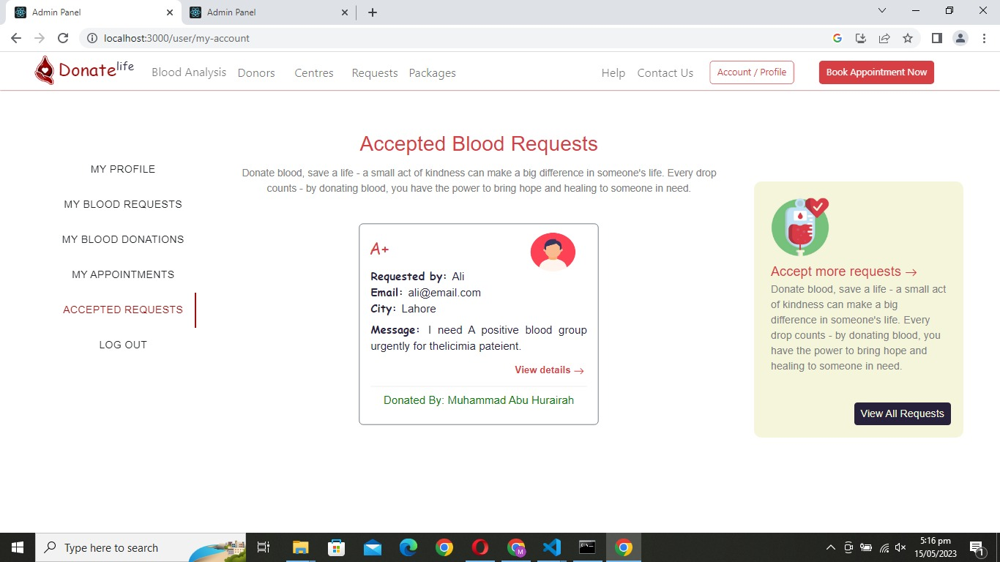 Admin Panel
Admin Panel
localhost:3000/user/my-account
Donatelife
Blood Analysis
Donors
Centres
Requests
Packages
Help
Contact Us
Account / Profile
Book Appointment Now
MY PROFILE
MY BLOOD REQUESTS
MY BLOOD DONATIONS
MY APPOINTMENTS
ACCEPTED REQUESTS
LOG OUT
Accepted Blood Requests
Donate blood, save a life - a small act of kindness can make a big difference in someone's life. Every drop
counts - by donating blood, you have the power to bring hope and healing to someone in need.
A+
Requested by: Ali
Email: ali@email.com
City: Lahore
Message: I need A positive blood group
urgently for thelicimia pateient.
View details →
Donated By: Muhammad Abu Hurairah
Accept more requests →
Donate blood, save a life - a small act
of kindness can make a big
difference in someone's life. Every
drop counts - by donating blood, you
have the power to bring hope and
healing to someone in need.
View All Requests
Type here to search
M
5:16 pm
15/05/2023
1